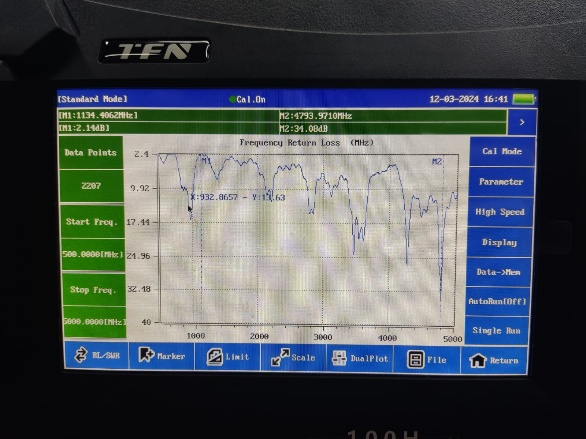 TFN
[Standard Mode]
Cal.On
12-03-2024 16:41
[M1:1134.4062MHz]
M2:4793.9710MHz
[M1:2.14dB]
M2:34.08dB
>
Frequency Return Loss (MHz)
Data Points
2207
Start Freq.
500.0000[MHz]
Stop Freq.
5000.0000[MHz]
2.4
9.92
17.44
24.96
32.48
40
M1
M2
X:932.8657 - Y:13.63
1000
2000
3000
4000
5000
Cal Mode
Parameter
High Speed
Display
Data->Mem
AutoRun[Off]
Single Run
RL/SWR
Marker
Limit
Scale
DualPlot
File
Return